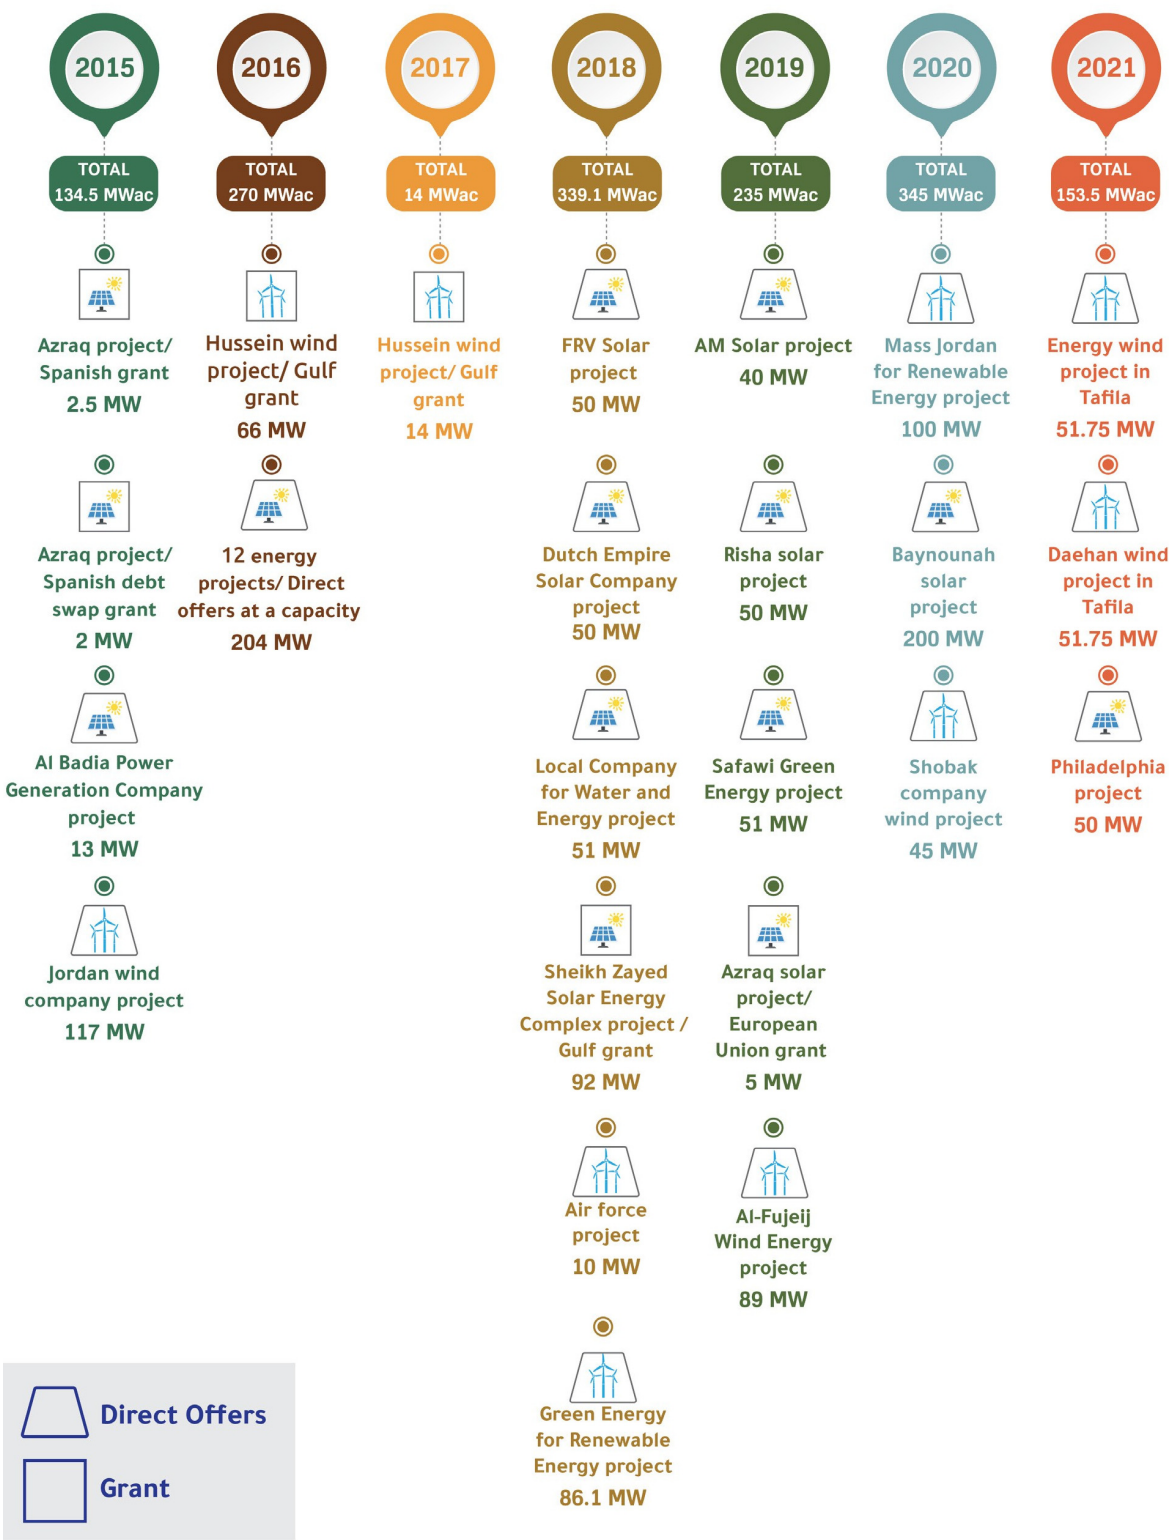 2015
TOTAL
134.5 MWac
Azraq project/
Spanish grant
2.5 MW
Azraq project/
Spanish debt
swap grant
2 MW
Al Badia Power
Generation Company
project
13 MW
Jordan wind
company project
117 MW
2016
TOTAL
270 MWac
Hussein wind
project/ Gulf
grant
66 MW
12 energy
projects/ Direct
offers at a capacity
204 MW
2017
TOTAL
14 MWac
Hussein wind
project/ Gulf
grant
14 MW
2018
TOTAL
339.1 MWac
FRV Solar
project
50 MW
Dutch Empire
Solar Company
project
50 MW
Local Company
for Water and
Energy project
51 MW
Sheikh Zayed
Solar Energy
Complex project /
Gulf grant
92 MW
Air force
project
10 MW
Green Energy
for Renewable
Energy project
86.1 MW
2019
TOTAL
235 MWac
AM Solar project
40 MW
Risha solar
project
50 MW
Safawi Green
Energy project
51 MW
Azraq solar
project/
European
Union grant
5 MW
Al-Fujeij
Wind Energy
project
89 MW
2020
TOTAL
345 MWac
Mass Jordan
for Renewable
Energy project
100 MW
Baynounah
solar
project
200 MW
Shobak
company
wind project
45 MW
2021
TOTAL
153.5 MWac
Energy wind
project in
Tafila
51.75 MW
Daehan wind
project in
Tafila
51.75 MW
Philadelphia
project
50 MW
Direct Offers
Grant